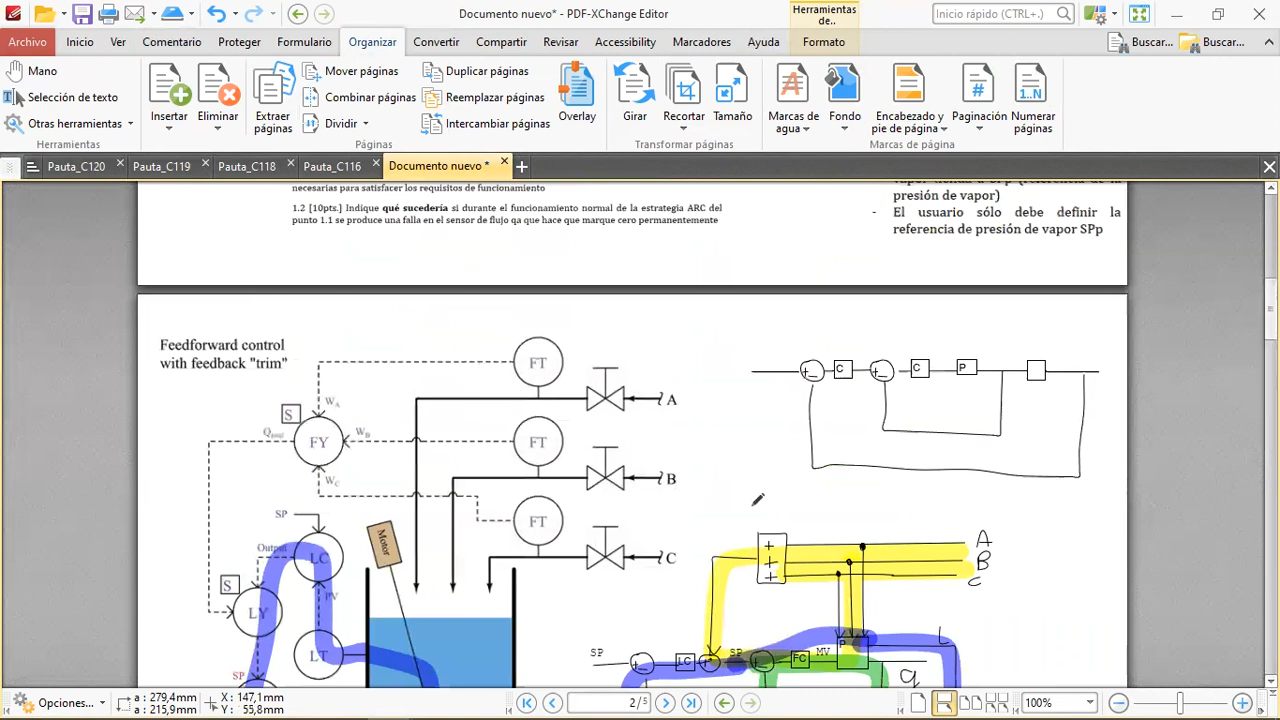 Documento nuevo * - PDF-XChange Editor
Herramientas de..
Inicio rápido (CTRL+.)
Archivo Inicio Ver Comentario Proteger Formulario Organizar Convertir Compartir Revisar Accessibility Marcadores Ayuda Formato Buscar... Buscar...
Mano
Selección de texto
Otras herramientas
Herramientas
Insertar
Eliminar
Extraer páginas
Mover páginas
Combinar páginas
Dividir
Duplicar páginas
Reemplazar páginas
Intercambiar páginas
Páginas
Overlay
Girar
Recortar
Tamaño
Transformar páginas
Marcas de agua
Fondo
Encabezado y pie de página
Paginación
Numerar páginas
Marcas de página
Pauta_C120 Pauta_C119 Pauta_C118 Pauta_C116 Documento nuevo *
necesarias para satisfacer los requisitos de funcionamiento
1.2 [10pts.] Indique qué sucedería si durante el funcionamiento normal de la estrategia ARC del
punto 1.1 se produce una falla en el sensor de flujo qa que hace que marque cero permanentemente
presión de vapor)
- El usuario sólo debe definir la
referencia de presión de vapor SPp
Feedforward control
with feedback "trim"
FT
WA
A
S
Qtotal
FY
WB
FT
B
WC
SP
FT
C
Output
LC
Motor
S
LY
PV
LT
SP
+- C +- C P
+ A
+ B
+ C
SP +- LC + SP +- FC MV P L
q
Opciones...
a : 279,4mm
a : 215,9mm
X : 147,1mm
Y : 55,8mm
2/5
100%